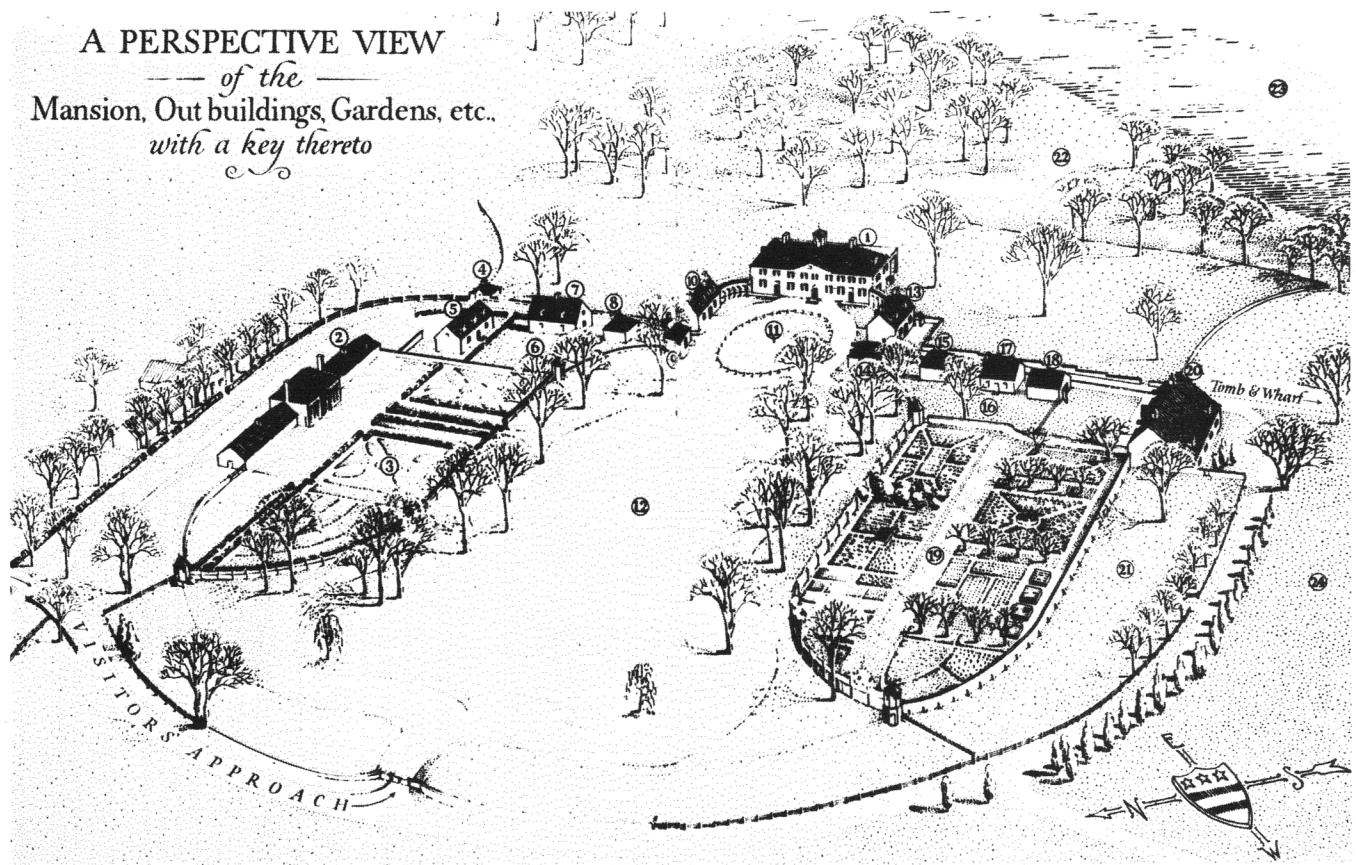 A PERSPECTIVE VIEW
of the
Mansion, Out buildings, Gardens, etc.,
with a key thereto
23
22
1
4
10
13
7
5
8
11
2
15
17
6
18
14
20
Tomb & Wharf
16
3
12
19
21
24
VISITORS APPROACH
E
N
S
W